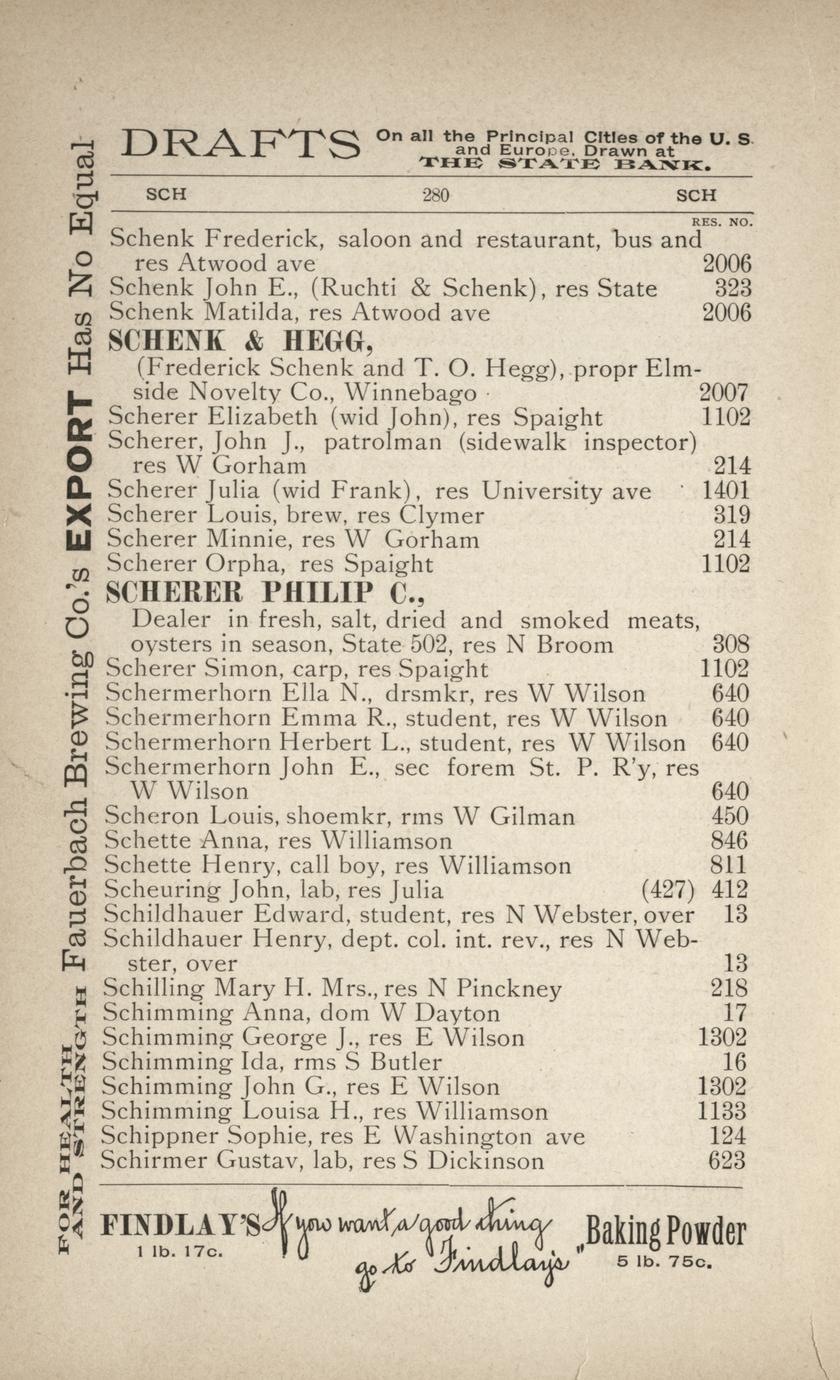 DRAFTS On all the Principal Cities of the U. S.
and Europe. Drawn at
THE STATE BANK.
SCH 280 SCH
RES. NO.
Schenk Frederick, saloon and restaurant, bus and
res Atwood ave 2006
Schenk John E., (Ruchti & Schenk), res State 323
Schenk Matilda, res Atwood ave 2006
SCHENK & HEGG,
(Frederick Schenk and T. O. Hegg), propr Elm-
side Novelty Co., Winnebago 2007
Scherer Elizabeth (wid John), res Spaight 1102
Scherer, John J., patrolman (sidewalk inspector)
res W Gorham 214
Scherer Julia (wid Frank), res University ave 1401
Scherer Louis, brew, res Clymer 319
Scherer Minnie, res W Gorham 214
Scherer Orpha, res Spaight 1102
SCHERER PHILIP C.,
Dealer in fresh, salt, dried and smoked meats,
oysters in season, State 502, res N Broom 308
Scherer Simon, carp, res Spaight 1102
Schermerhorn Ella N., drsmkr, res W Wilson 640
Schermerhorn Emma R., student, res W Wilson 640
Schermerhorn Herbert L., student, res W Wilson 640
Schermerhorn John E., sec forem St. P. R'y, res
W Wilson 640
Scheron Louis, shoemkr, rms W Gilman 450
Schette Anna, res Williamson 846
Schette Henry, call boy, res Williamson 811
Scheuring John, lab, res Julia (427) 412
Schildhauer Edward, student, res N Webster, over 13
Schildhauer Henry, dept. col. int. rev., res N Web-
ster, over 13
Schilling Mary H. Mrs., res N Pinckney 218
Schimming Anna, dom W Dayton 17
Schimming George J., res E Wilson 1302
Schimming Ida, rms S Butler 16
Schimming John G., res E Wilson 1302
Schimming Louisa H., res Williamson 1133
Schippner Sophie, res E Washington ave 124
Schirmer Gustav, lab, res S Dickinson 623
FINDLAY'S If you want a good thing go to Findlay's" Baking Powder
1 lb. 17c. 5 lb. 75c.
FOR HEALTH
AND STRENGTH Fauerbach Brewing Co.'s EXPORT Has No Equal